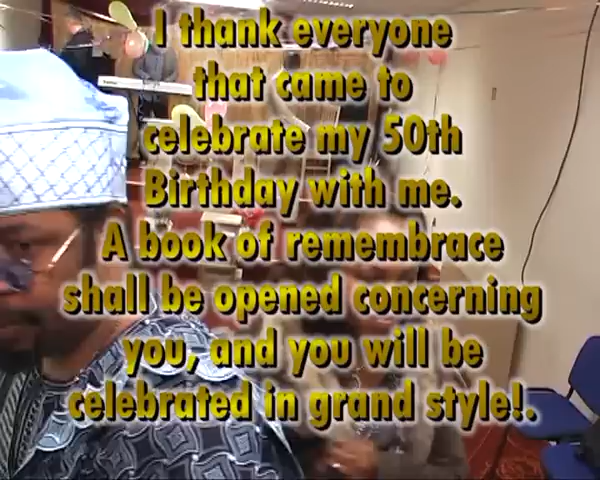 I thank everyone
that came to
celebrate my 50th
Birthday with me.
A book of remembrace
shall be opened concerning
you, and you will be
celebrated in grand style!.